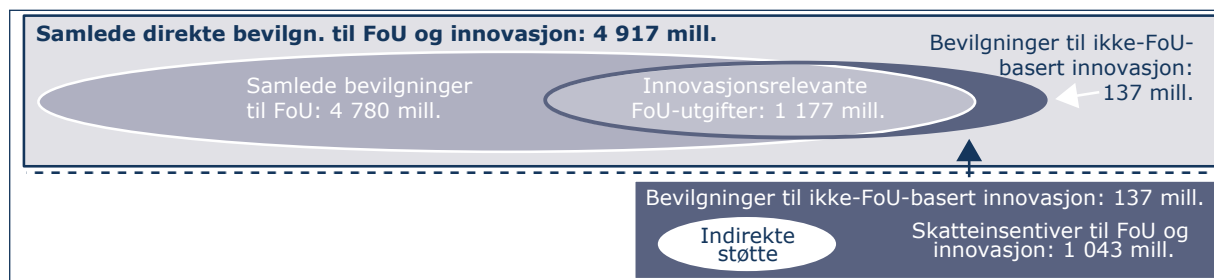 Samlede direkte bevilgn. til FoU og innovasjon: 4 917 mill.
Bevilgninger til ikke-FoU-
basert innovasjon:
137 mill.
Samlede bevilgninger
til FoU: 4 780 mill.
Innovasjonsrelevante
FoU-utgifter: 1 177 mill.
Bevilgninger til ikke-FoU-basert innovasjon: 137 mill.
Indirekte
støtte
Skatteinsentiver til FoU og
innovasjon: 1 043 mill.